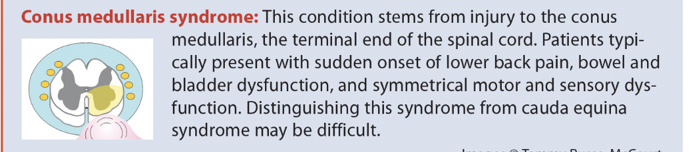 Conus medullaris syndrome: This condition stems from injury to the conus
medullaris, the terminal end of the spinal cord. Patients typi-
cally present with sudden onset of lower back pain, bowel and
bladder dysfunction, and symmetrical motor and sensory dys-
function. Distinguishing this syndrome from cauda equina
syndrome may be difficult.